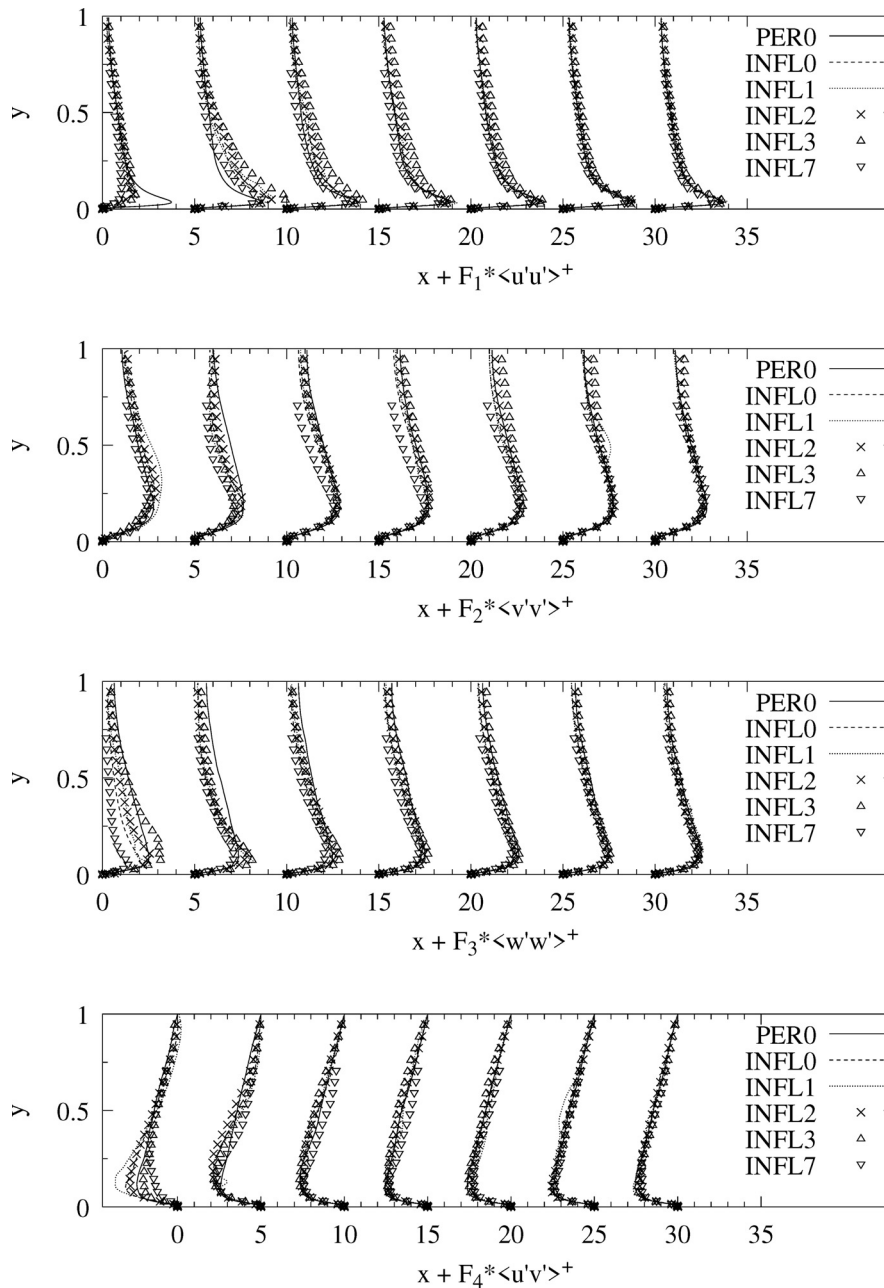 1
0.5
0
y
PER0
INFL0
INFL1
INFL2
INFL3
INFL7
0 5 10 15 20 25 30 35
x + F₁*<u'u'>⁺
1
0.5
0
y
PER0
INFL0
INFL1
INFL2
INFL3
INFL7
0 5 10 15 20 25 30 35
x + F₂*<v'v'>⁺
1
0.5
0
y
PER0
INFL0
INFL1
INFL2
INFL3
INFL7
0 5 10 15 20 25 30 35
x + F₃*<w'w'>⁺
1
0.5
0
y
PER0
INFL0
INFL1
INFL2
INFL3
INFL7
0 5 10 15 20 25 30 35
x + F₄*<u'v'>⁺